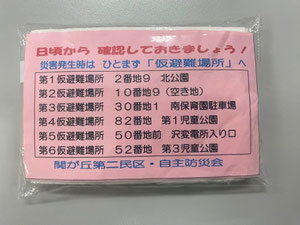 日頃から 確認しておきましょう！
災害発生時は ひとまず「仮避難場所」へ
第1仮避難場所 2番地9 北公園
第2仮避難場所 10番地9 (空き地)
第3仮避難場所 30番地1 南保育園駐車場
第4仮避難場所 82番地 第1児童公園
第5仮避難場所 50番地前 沢変電所入り口
第6仮避難場所 52番地 第3児童公園
関が丘第二民区・自主防災会